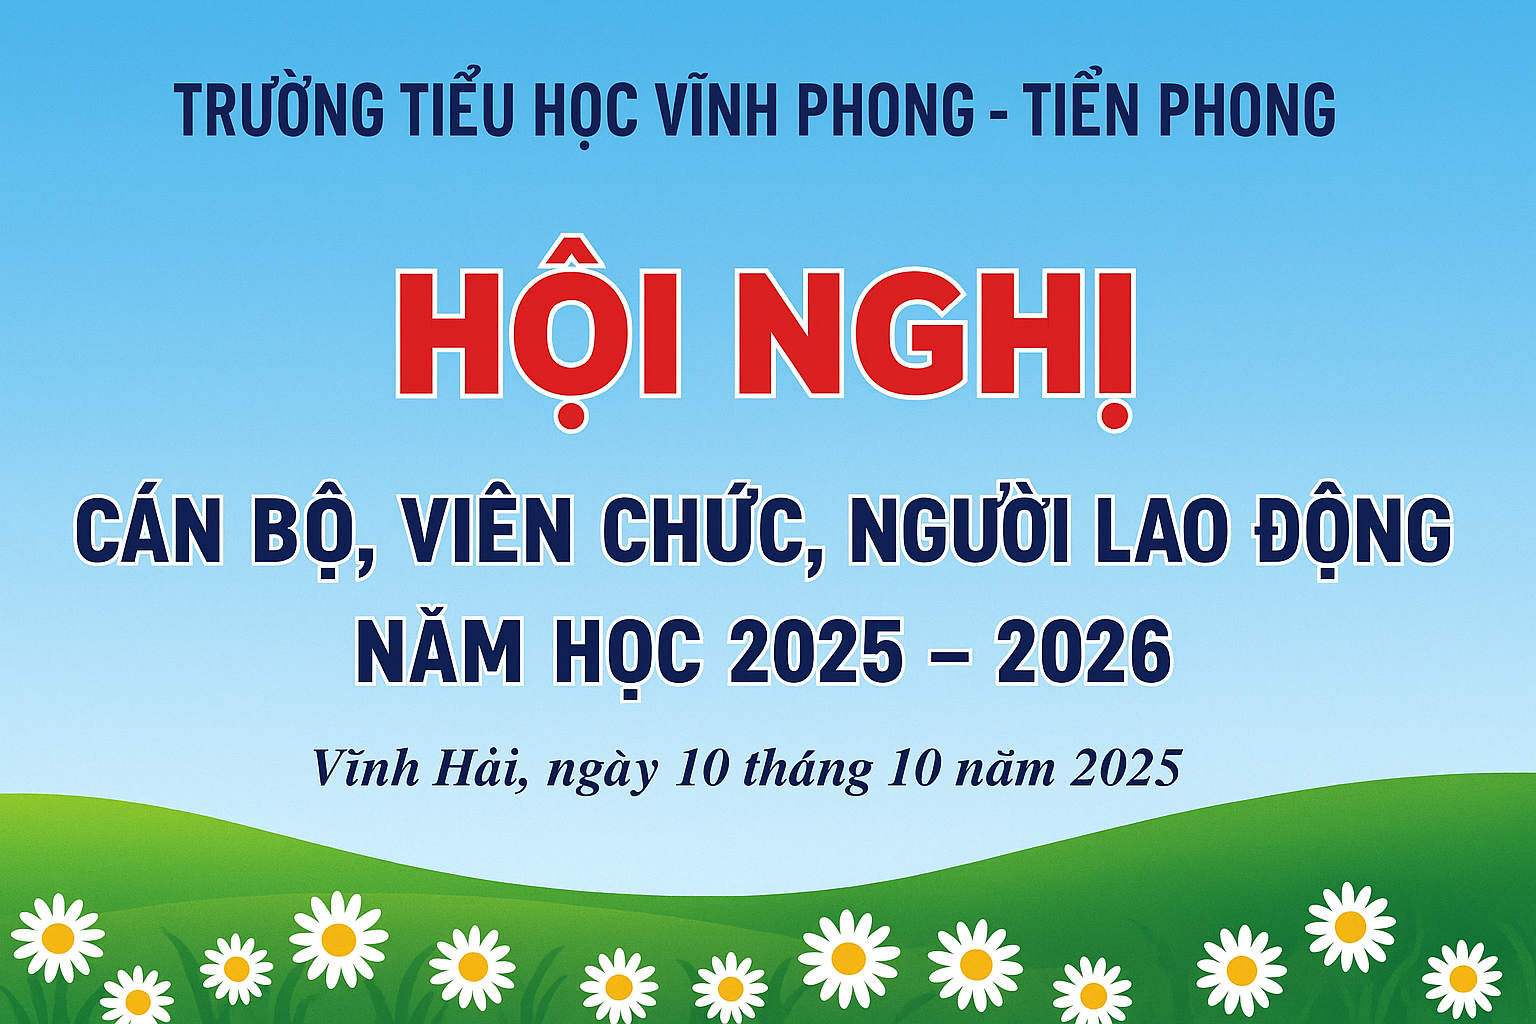 TRƯỜNG TIỂU HỌC VĨNH PHONG - TIỂN PHONG
HỘI NGHỊ
CÁN BỘ, VIÊN CHỨC, NGƯỜI LAO ĐỘNG
NĂM HỌC 2025 – 2026
Vĩnh Hải, ngày 10 tháng 10 năm 2025